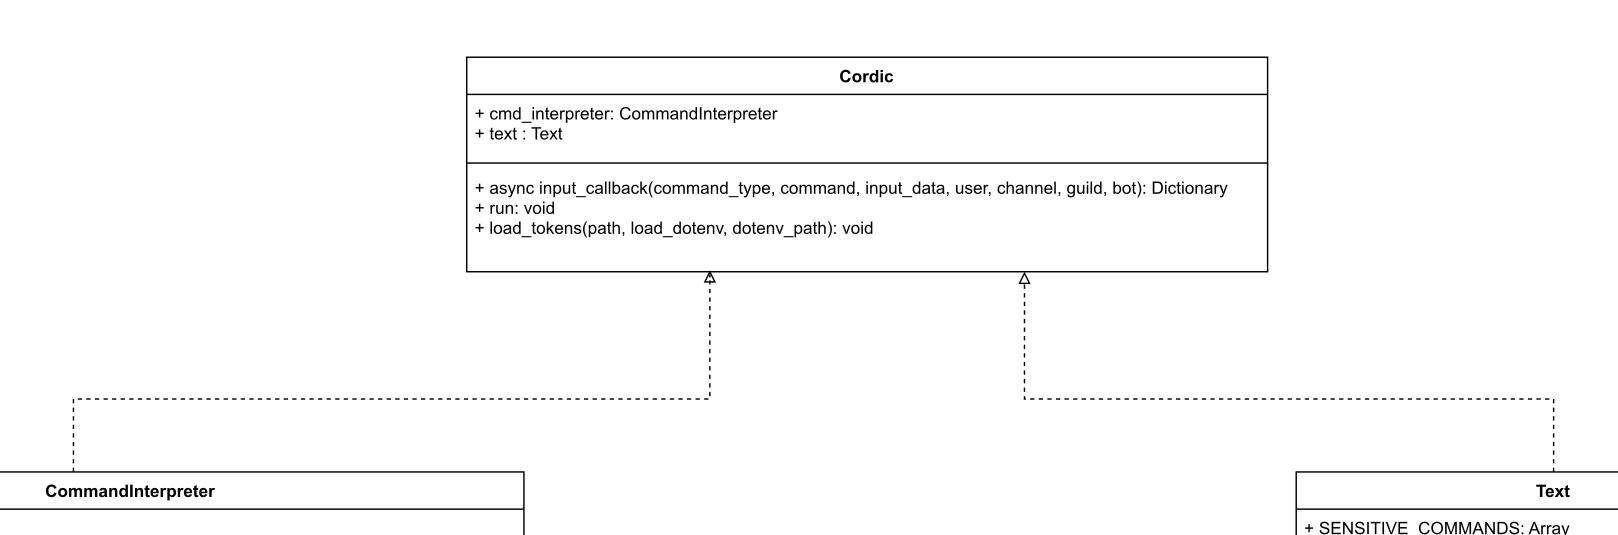 Cordic
+ cmd_interpreter: CommandInterpreter
+ text : Text
+ async input_callback(command_type, command, input_data, user, channel, guild, bot): Dictionary
+ run: void
+ load_tokens(path, load_dotenv, dotenv_path): void
CommandInterpreter
Text
+ SENSITIVE_COMMANDS: Array